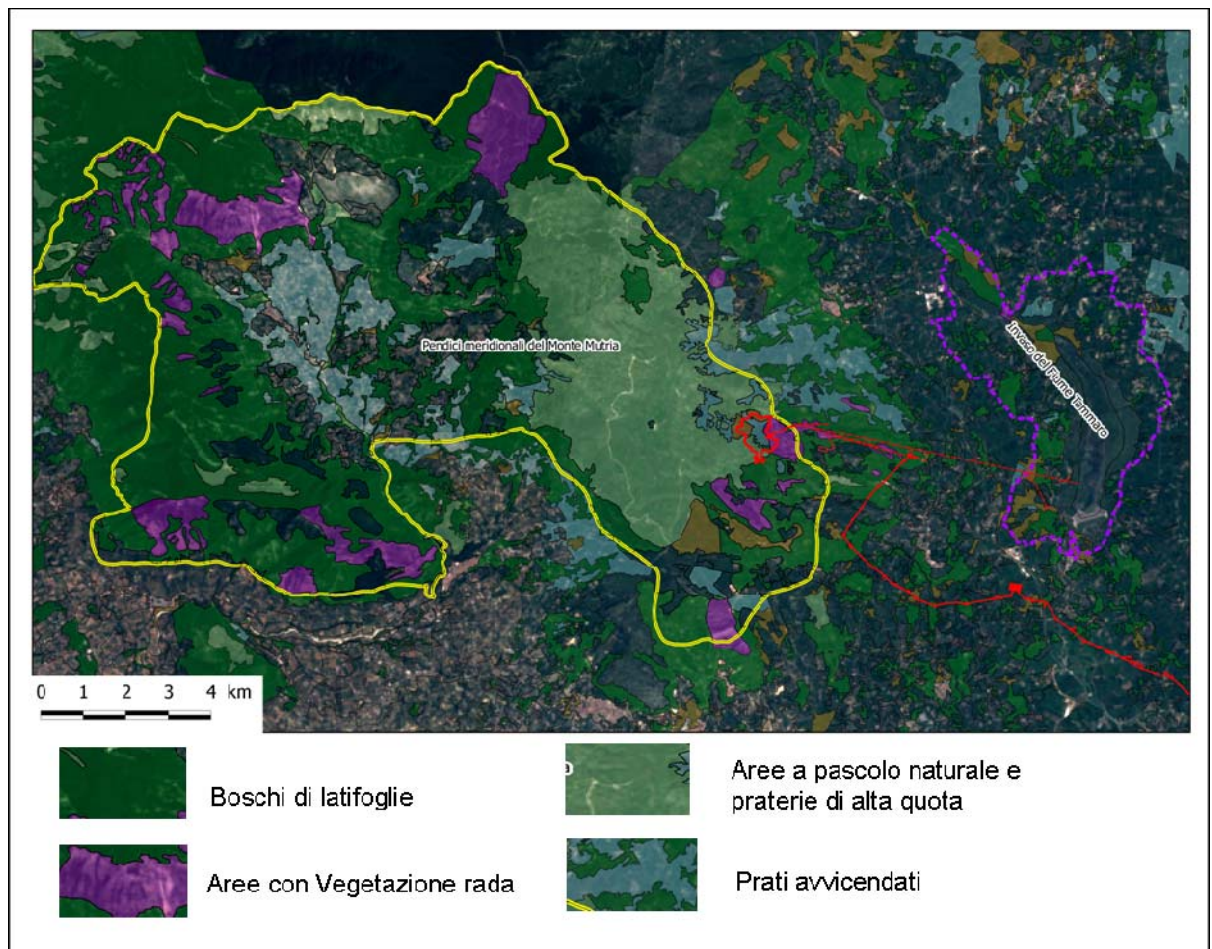 Pendici meridionali del Monte Mutria
Invaso del Fiume Tammaro
0 1 2 3 4 km
Boschi di latifoglie
Aree a pascolo naturale e
praterie di alta quota
Aree con Vegetazione rada
Prati avvicendati